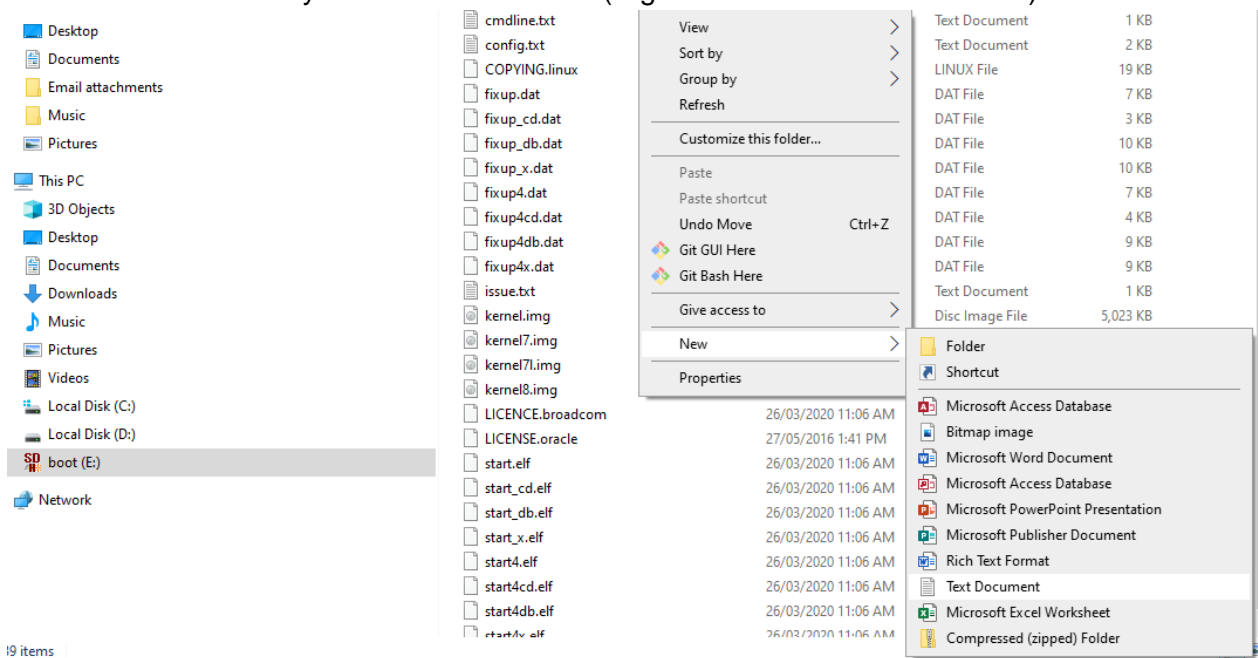 Desktop
Documents
Email attachments
Music
Pictures
This PC
3D Objects
Desktop
Documents
Downloads
Music
Pictures
Videos
Local Disk (C:)
Local Disk (D:)
boot (E:)
Network
cmdline.txt Text Document 1 KB
config.txt Text Document 2 KB
COPYING.linux LINUX File 19 KB
fixup.dat DAT File 7 KB
fixup_cd.dat DAT File 3 KB
fixup_db.dat DAT File 10 KB
fixup_x.dat DAT File 10 KB
fixup4.dat DAT File 7 KB
fixup4cd.dat DAT File 4 KB
fixup4db.dat DAT File 9 KB
fixup4x.dat DAT File 9 KB
issue.txt Text Document 1 KB
kernel.img Disc Image File 5,023 KB
kernel7.img
kernel7l.img
kernel8.img
LICENCE.broadcom 26/03/2020 11:06 AM
LICENSE.oracle 27/05/2016 1:41 PM
start.elf 26/03/2020 11:06 AM
start_cd.elf 26/03/2020 11:06 AM
start_db.elf 26/03/2020 11:06 AM
start_x.elf 26/03/2020 11:06 AM
start4.elf 26/03/2020 11:06 AM
start4cd.elf 26/03/2020 11:06 AM
start4db.elf 26/03/2020 11:06 AM
start4x.elf 26/03/2020 11:06 AM
View
Sort by
Group by
Refresh
Customize this folder...
Paste
Paste shortcut
Undo Move Ctrl+Z
Git GUI Here
Git Bash Here
Give access to
New
Properties
Folder
Shortcut
Microsoft Access Database
Bitmap image
Microsoft Word Document
Microsoft Access Database
Microsoft PowerPoint Presentation
Microsoft Publisher Document
Rich Text Format
Text Document
Microsoft Excel Worksheet
Compressed (zipped) Folder
items